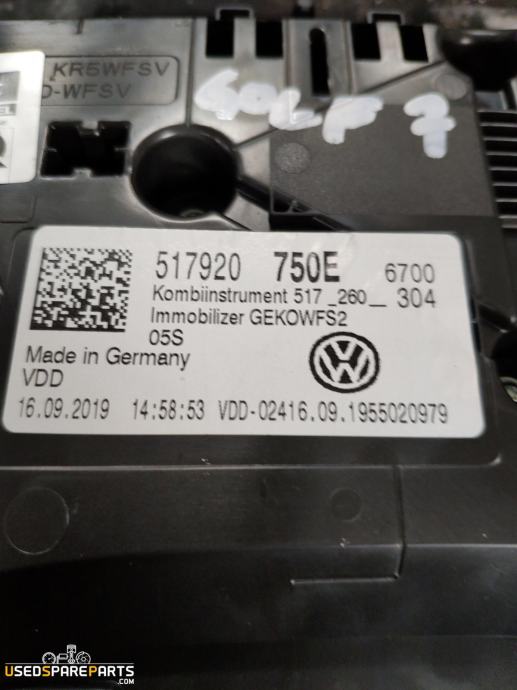 KR5WFSV
D-WFSV
GOLF 7
517920 750E 6700
Kombiinstrument 517_260__ 304
Immobilizer GEKOWFS2
05S
Made in Germany
VDD
16.09.2019 14:58:53 VDD-02416.09.1955020979
USEDSPAREPARTS
.COM